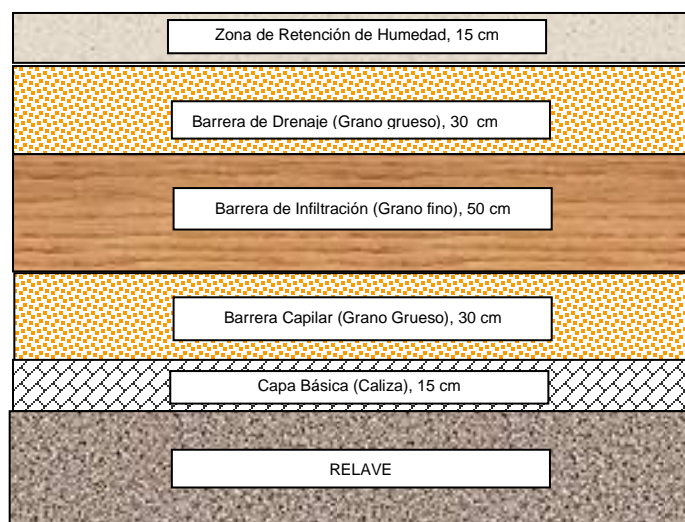 Zona de Retención de Humedad, 15 cm
Barrera de Drenaje (Grano grueso), 30 cm
Barrera de Infiltración (Grano fino), 50 cm
Barrera Capilar (Grano Grueso), 30 cm
Capa Básica (Caliza), 15 cm
RELAVE